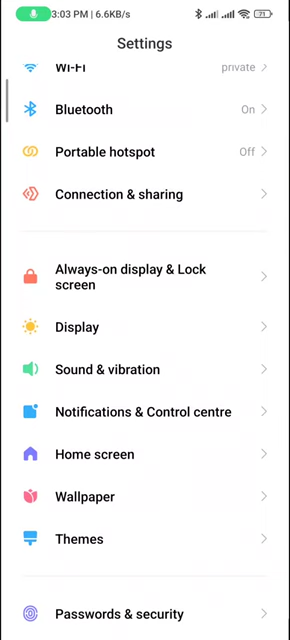 3:03 PM | 6.6KB/s 71
Settings
Wi-Fi private
Bluetooth On
Portable hotspot Off
Connection & sharing
Always-on display & Lock
screen
Display
Sound & vibration
Notifications & Control centre
Home screen
Wallpaper
Themes
Passwords & security